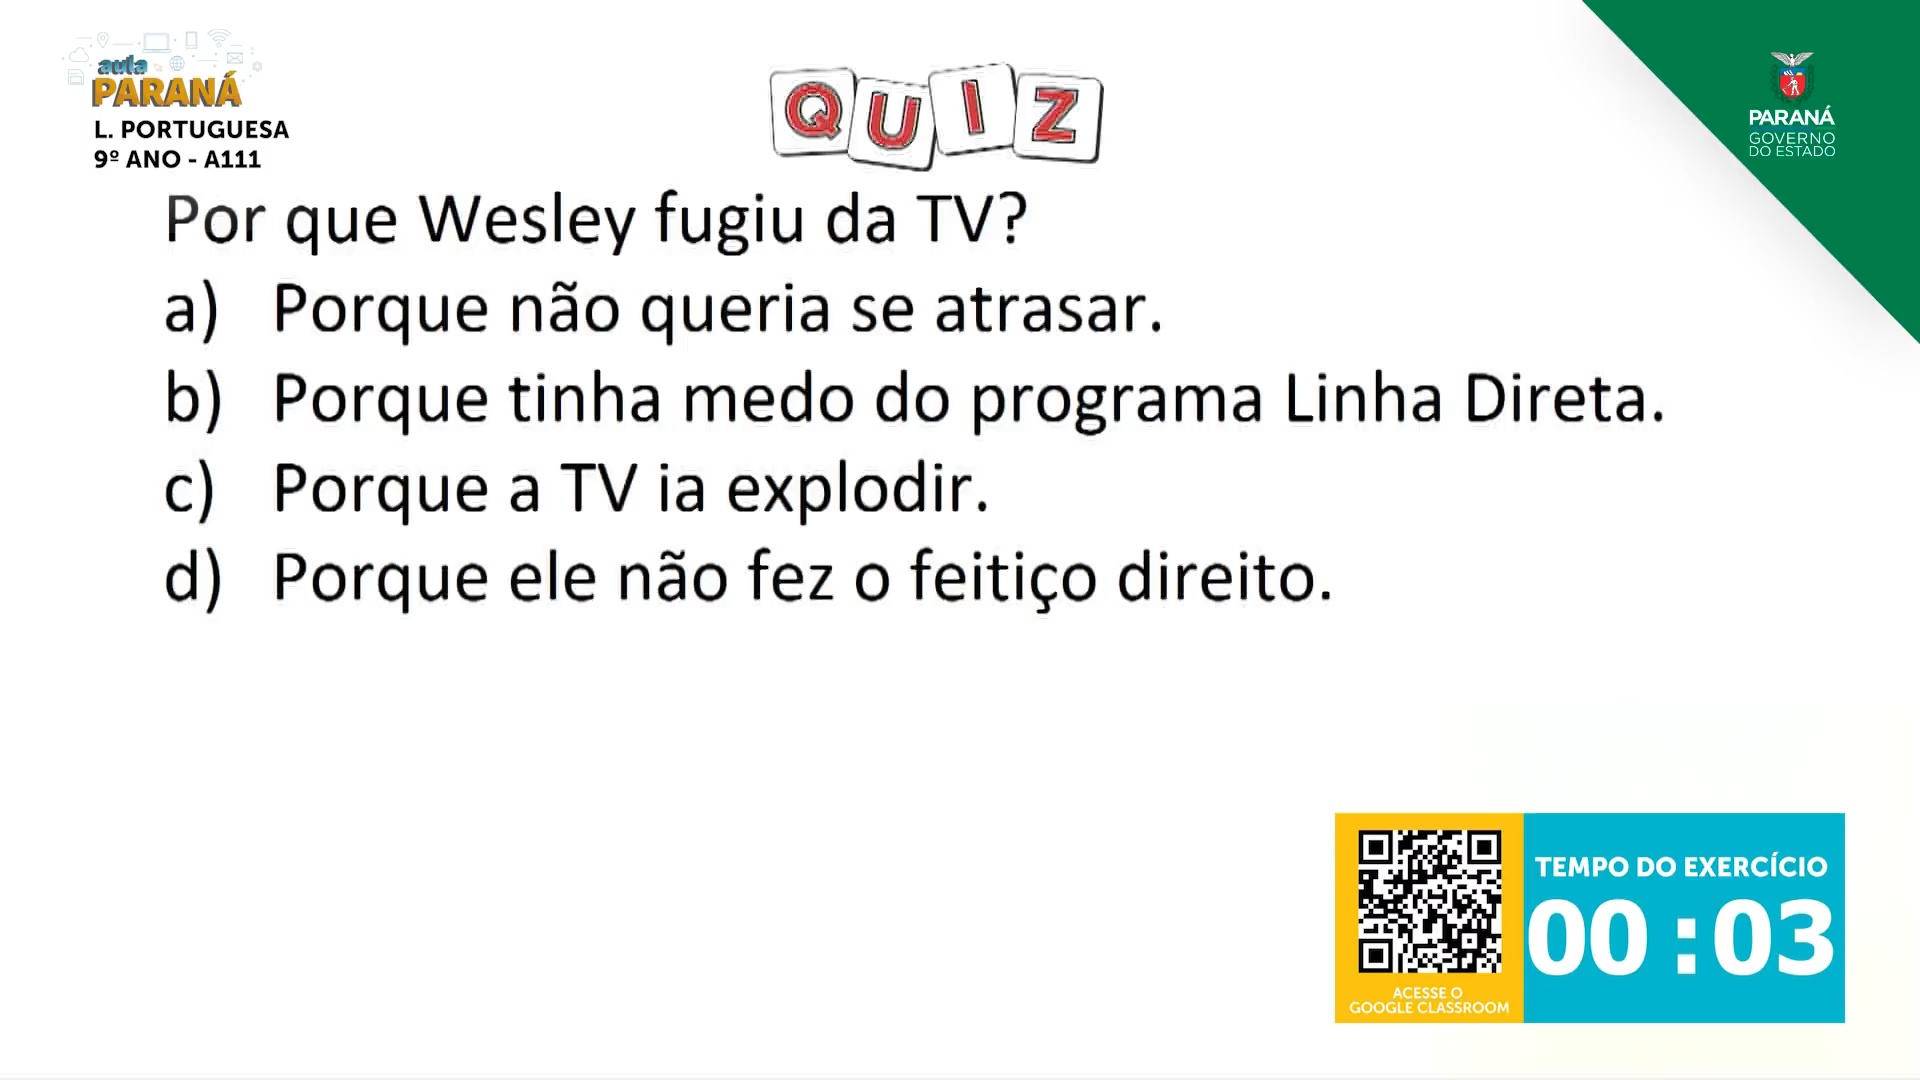 aula
PARANÁ
L. PORTUGUESA
9º ANO - A111
QUIZ
PARANÁ
GOVERNO
DO ESTADO
Por que Wesley fugiu da TV?
a) Porque não queria se atrasar.
b) Porque tinha medo do programa Linha Direta.
c) Porque a TV ia explodir.
d) Porque ele não fez o feitiço direito.
TEMPO DO EXERCÍCIO
00:03
ACESSE O
GOOGLE CLASSROOM